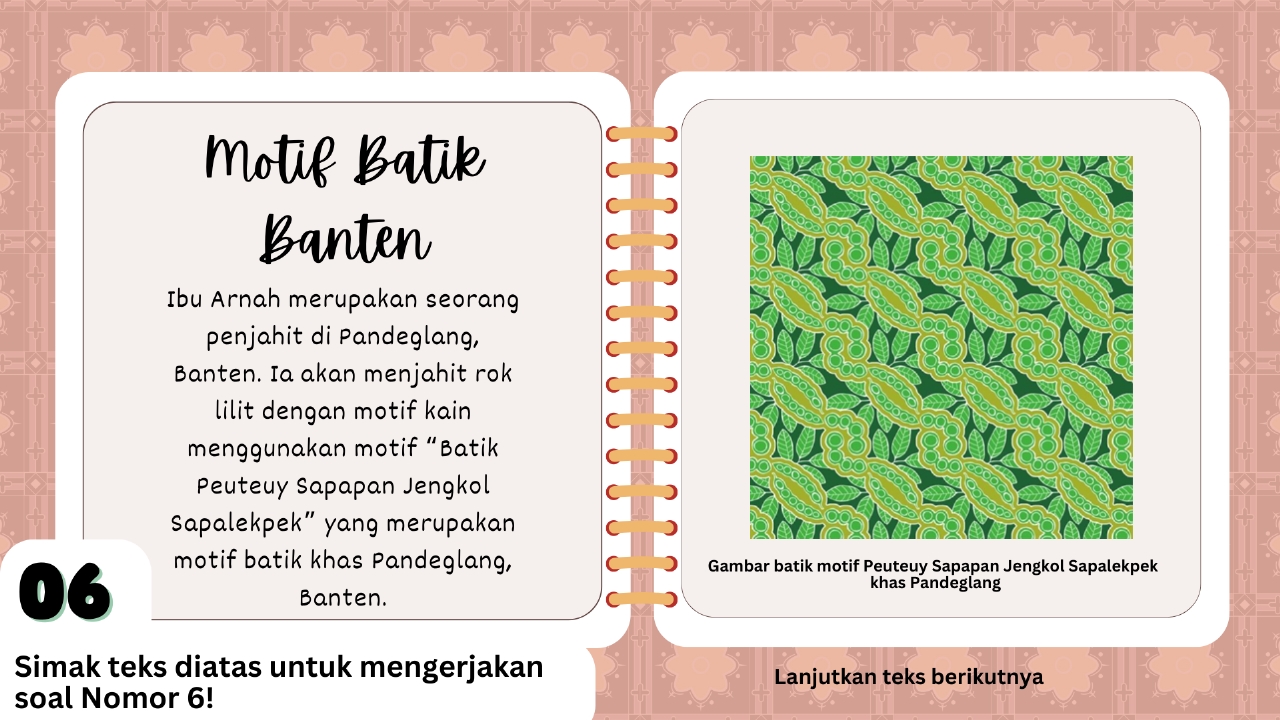 Motif Batik
Banten
Ibu Arnah merupakan seorang
penjahit di Pandeglang,
Banten. Ia akan menjahit rok
lilit dengan motif kain
menggunakan motif “Batik
Peuteuy Sapapan Jengkol
Sapalekpek” yang merupakan
motif batik khas Pandeglang,
Banten.
Gambar batik motif Peuteuy Sapapan Jengkol Sapalekpek
khas Pandeglang
06
Simak teks diatas untuk mengerjakan
soal Nomor 6!
Lanjutkan teks berikutnya